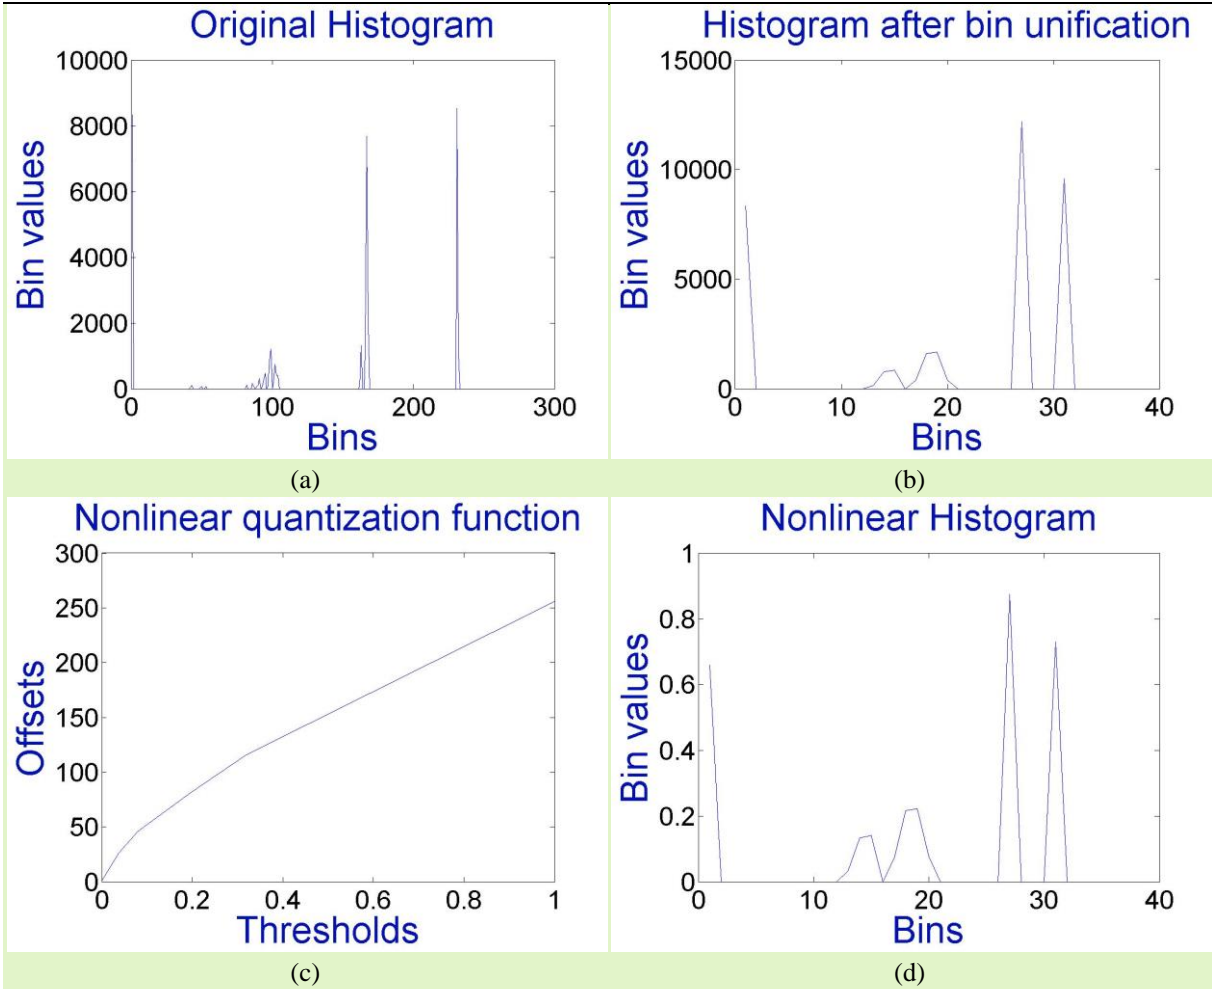 Original Histogram
10000
8000
6000
4000
2000
0
Bin values
0 100 200 300
Bins
(a)
Histogram after bin unification
15000
10000
5000
0
Bin values
0 10 20 30 40
Bins
(b)
Nonlinear quantization function
300
250
200
150
100
50
0
Offsets
0 0.2 0.4 0.6 0.8 1
Thresholds
(c)
Nonlinear Histogram
1
0.8
0.6
0.4
0.2
0
Bin values
0 10 20 30 40
Bins
(d)